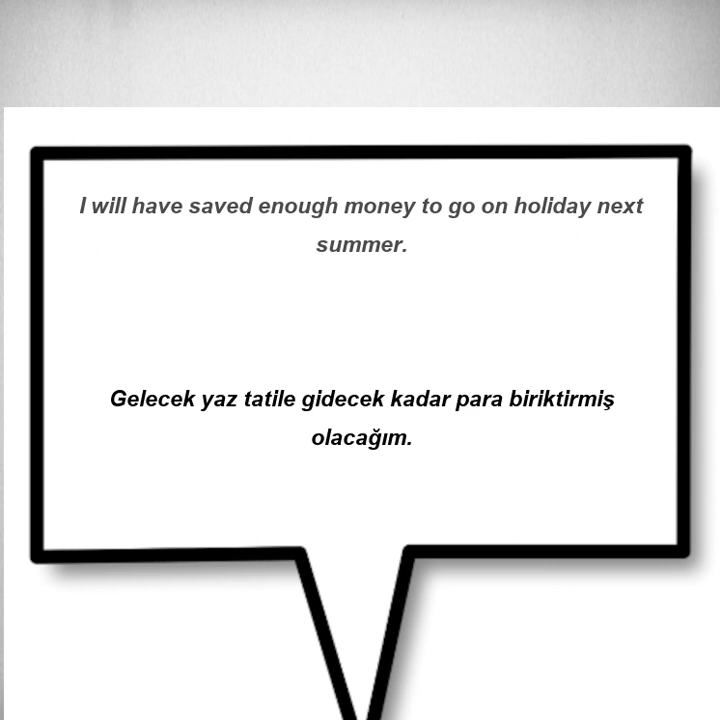 I will have saved enough money to go on holiday next
summer.
Gelecek yaz tatile gidecek kadar para biriktirmiş
olacağım.